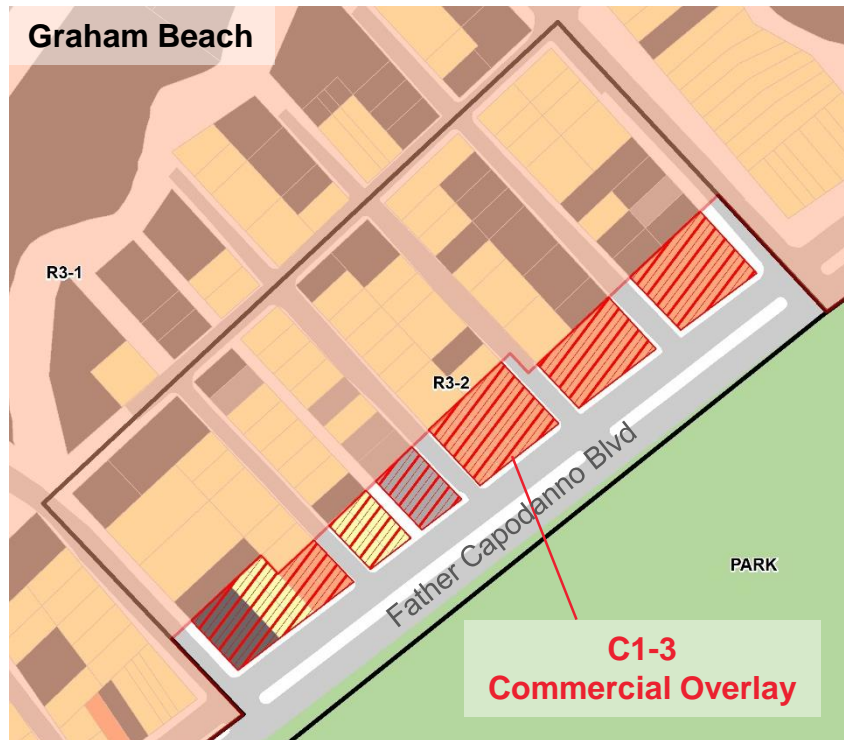 Graham Beach
R3-1
R3-2
Father Capodanno Blvd
PARK
C1-3
Commercial Overlay